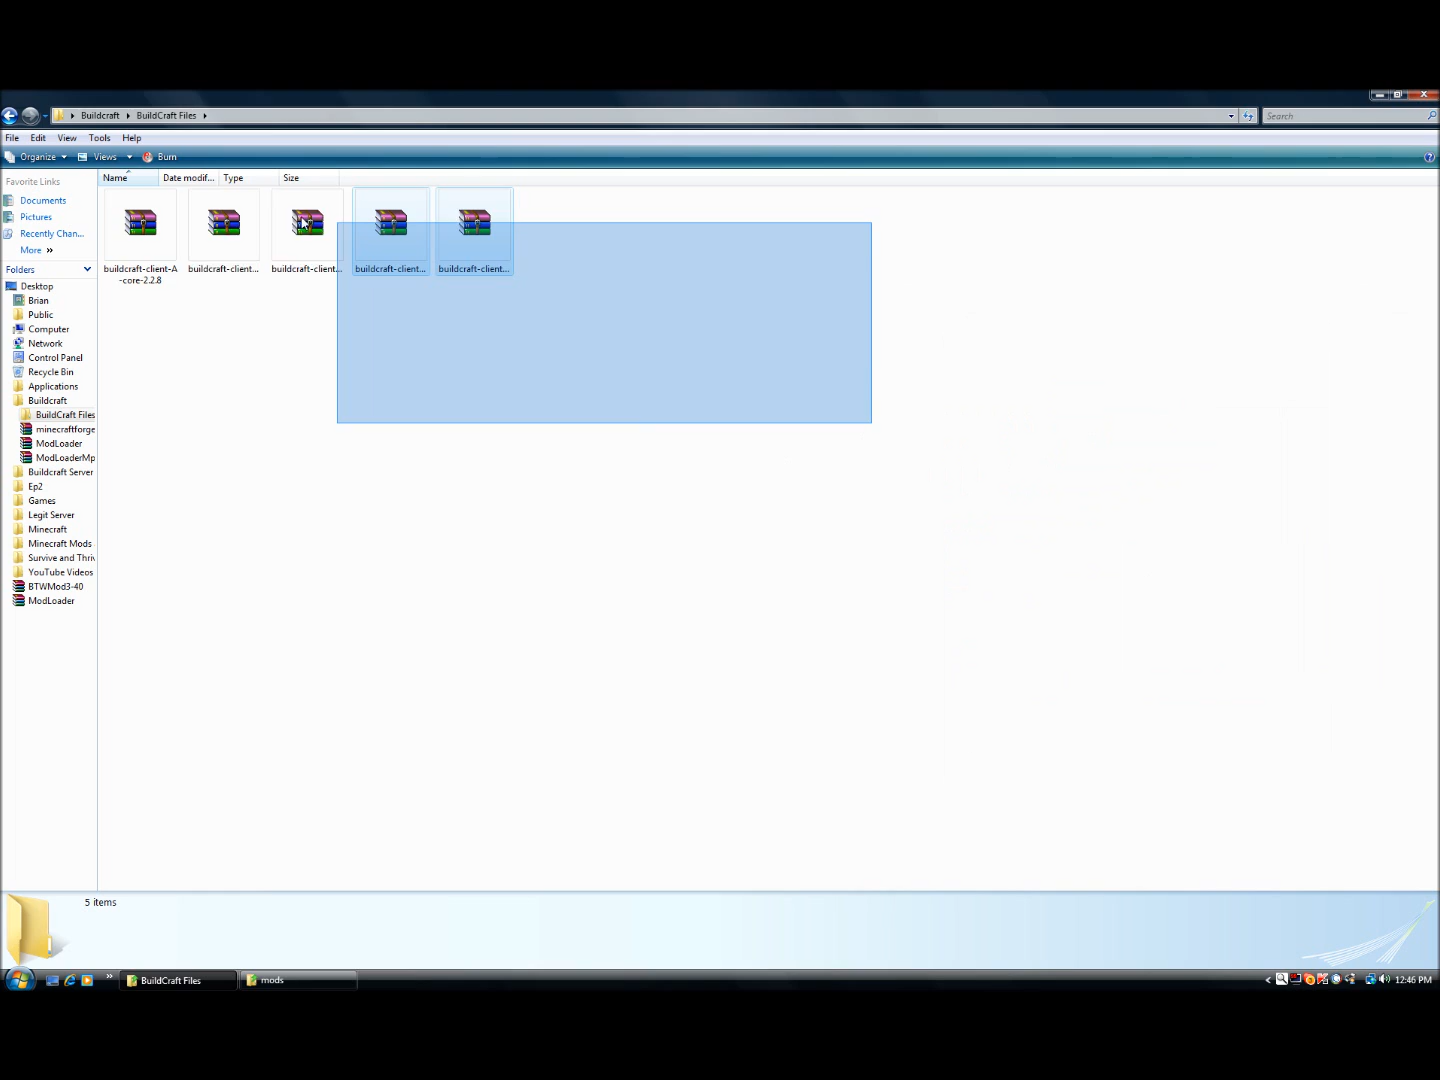 Buildcraft BuildCraft Files
Search
File Edit View Tools Help
Organize Views Burn
Favorite Links
Name Date modif... Type Size
Documents
Pictures
Recently Chan...
More »
Folders
buildcraft-client-A
-core-2.2.8
buildcraft-client...
buildcraft-client...
buildcraft-client...
buildcraft-client...
Desktop
Brian
Public
Computer
Network
Control Panel
Recycle Bin
Applications
Buildcraft
BuildCraft Files
minecraftforge
ModLoader
ModLoaderMp
Buildcraft Server
Ep2
Games
Legit Server
Minecraft
Minecraft Mods
Survive and Thriv
YouTube Videos
BTWMod3-40
ModLoader
5 items
» BuildCraft Files mods 12:46 PM